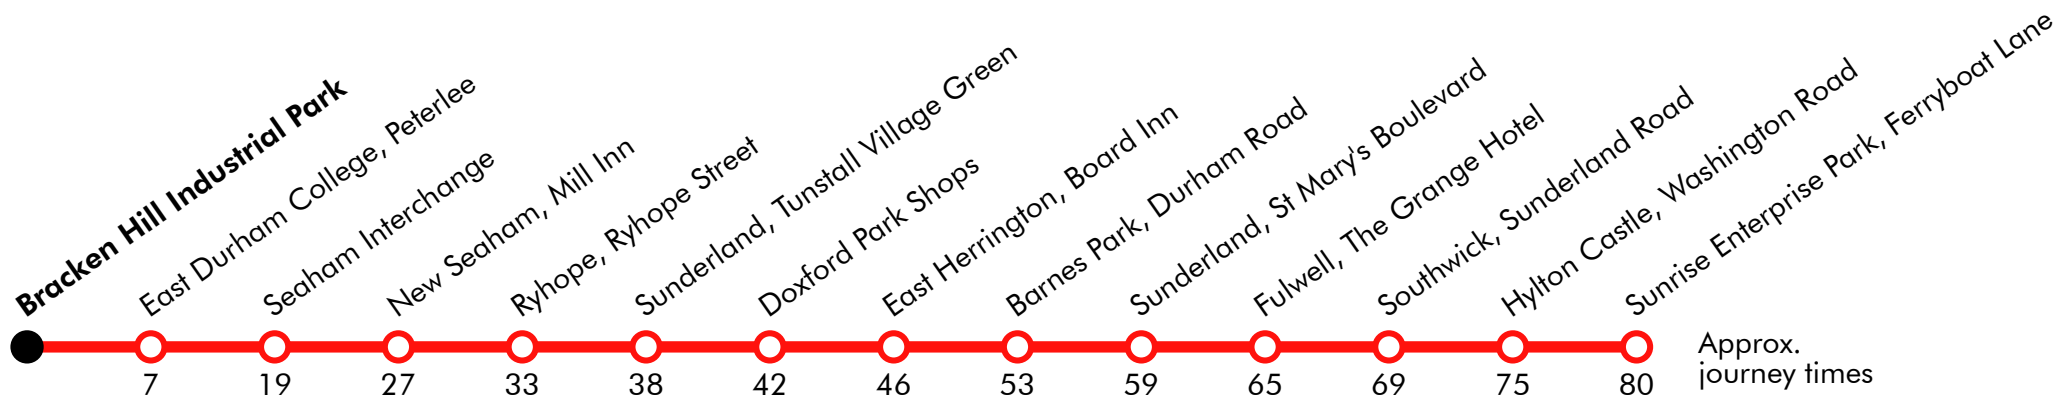 Bracken Hill Industrial Park
East Durham College, Peterlee
Seaham Interchange
New Seaham, Mill Inn
Ryhope, Ryhope Street
Sunderland, Tunstall Village Green
Doxford Park Shops
East Herrington, Board Inn
Barnes Park, Durham Road
Sunderland, St Mary's Boulevard
Fulwell, The Grange Hotel
Southwick, Sunderland Road
Hylton Castle, Washington Road
Sunrise Enterprise Park, Ferryboat Lane
7 19 27 33 38 42 46 53 59 65 69 75 80
Approx.
journey times